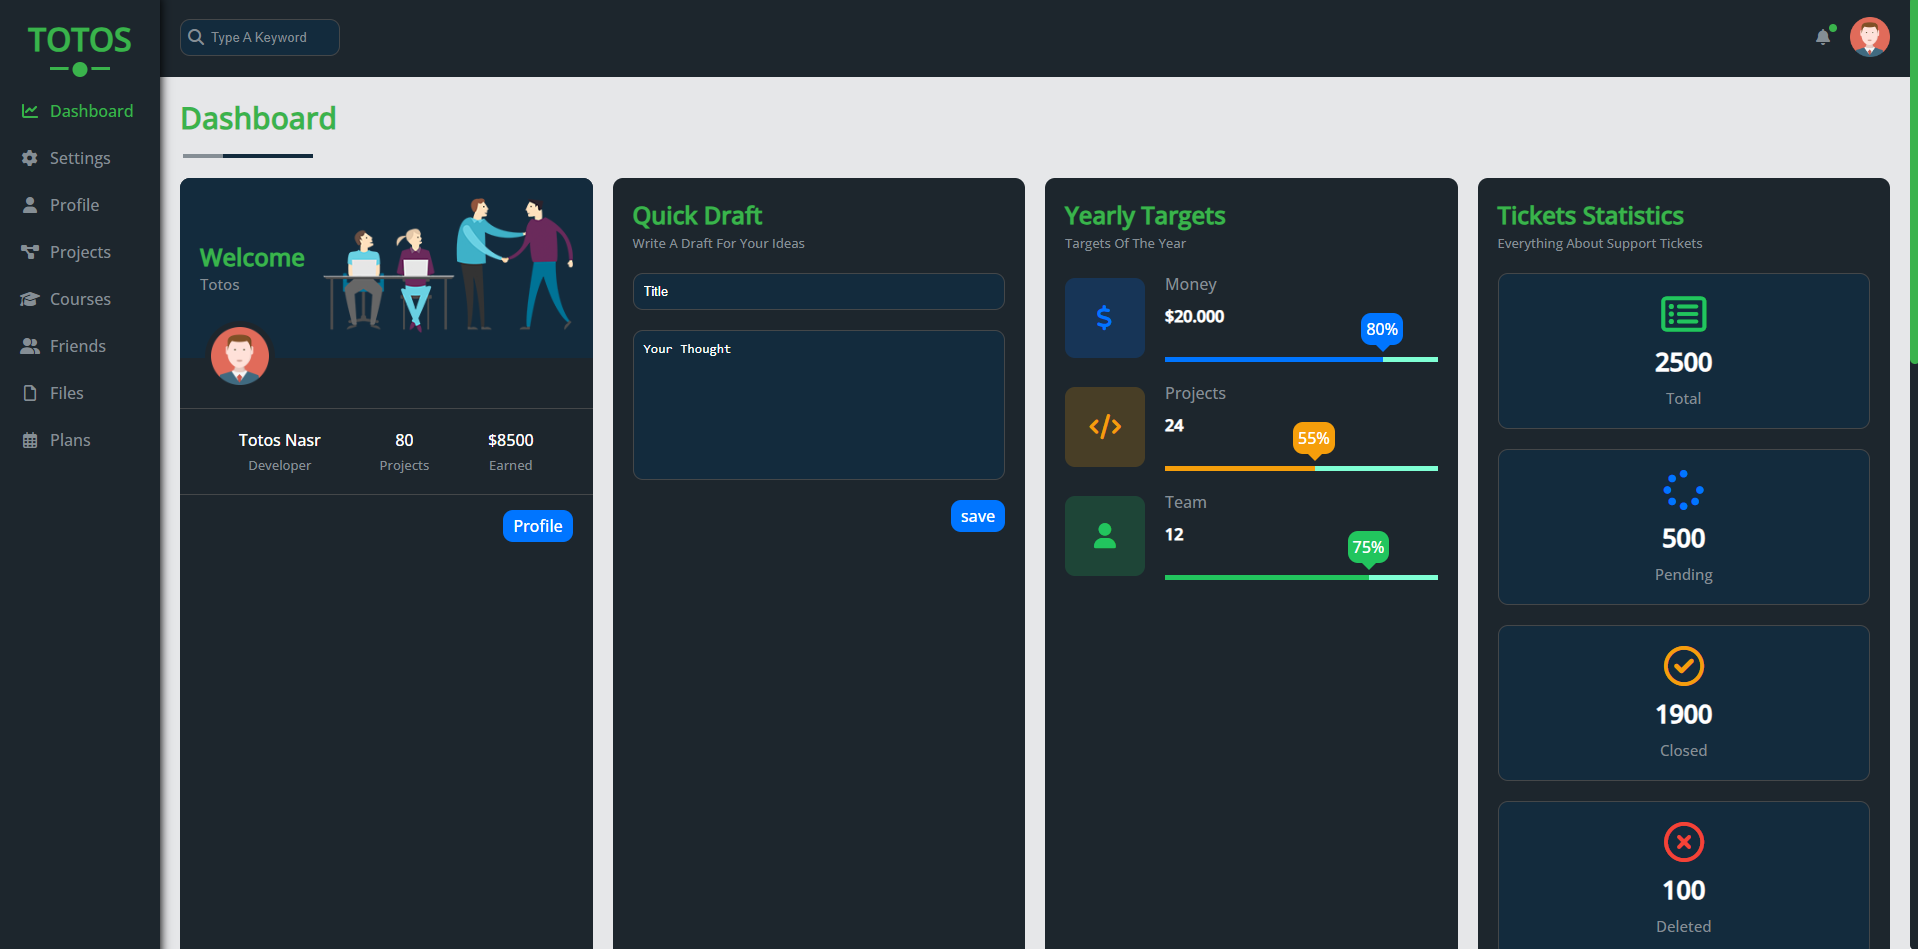 TOTOS
Dashboard
Settings
Profile
Projects
Courses
Friends
Files
Plans
Type A Keyword
Dashboard
Welcome
Totos
Totos Nasr
Developer
80
Projects
$8500
Earned
Profile
Quick Draft
Write A Draft For Your Ideas
Title
Your Thought
save
Yearly Targets
Targets Of The Year
Money
$20.000
80%
Projects
24
55%
Team
12
75%
Tickets Statistics
Everything About Support Tickets
2500
Total
500
Pending
1900
Closed
100
Deleted